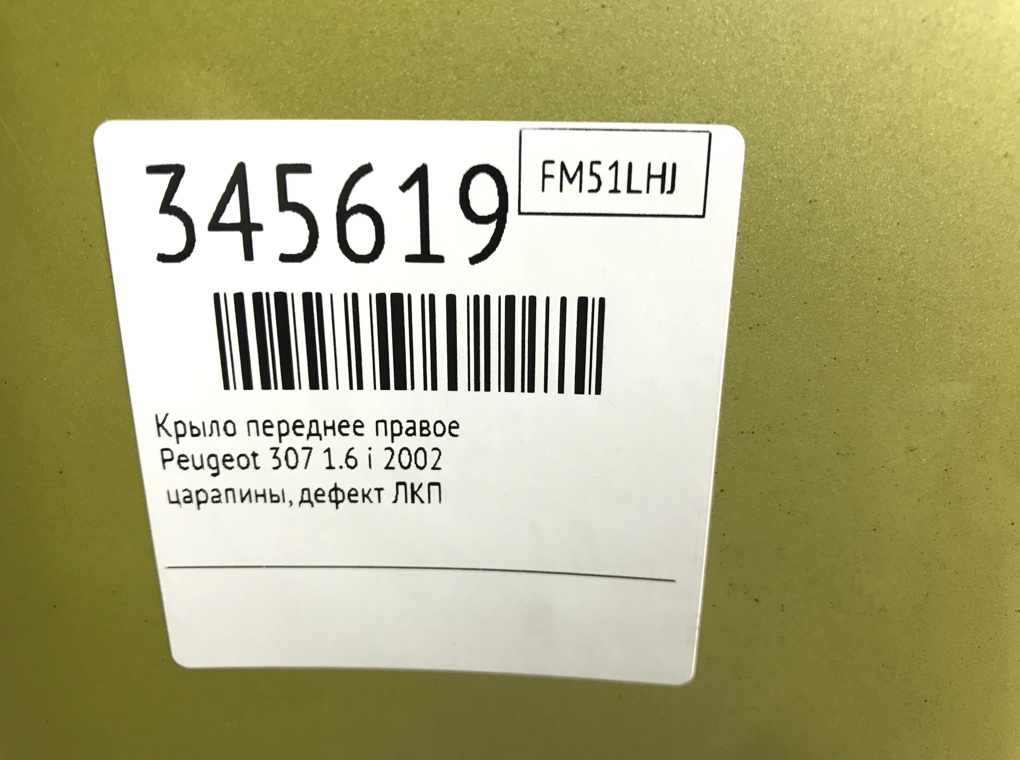 345619
FM51LHJ
Крыло переднее правое
Peugeot 307 1.6 i 2002
царапины, дефект ЛКП